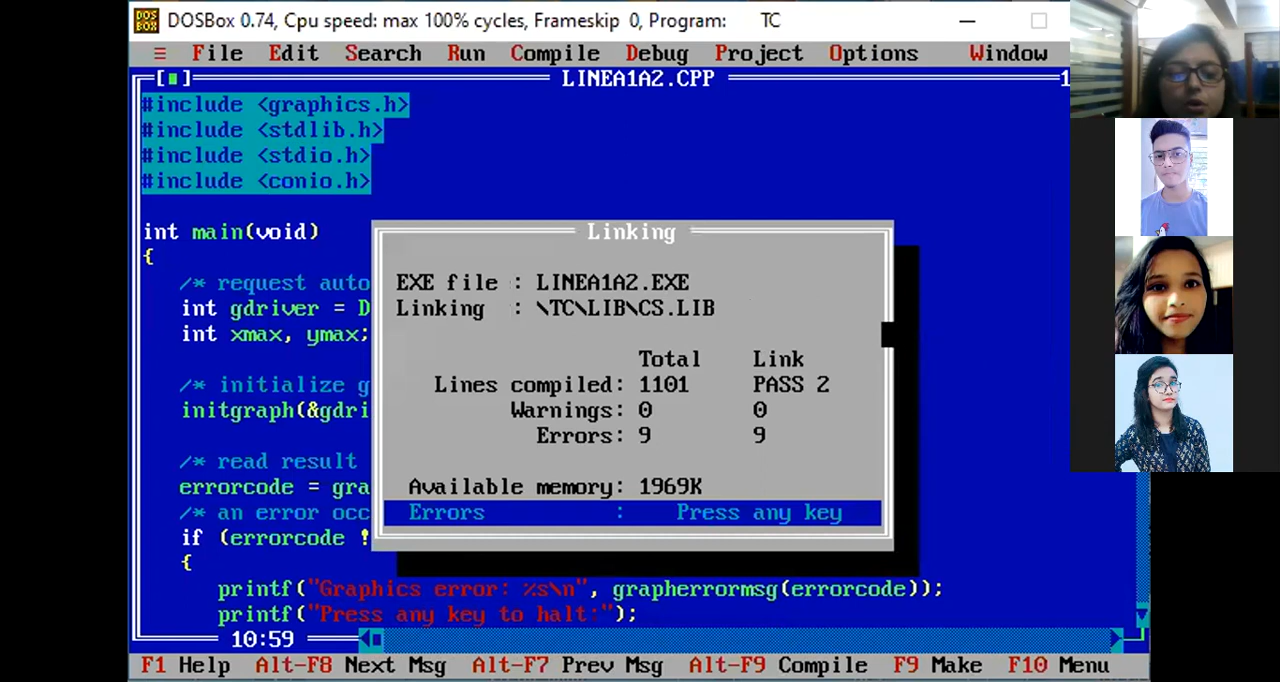 DOSBox 0.74, Cpu speed: max 100% cycles, Frameskip 0, Program: TC
≡ File Edit Search Run Compile Debug Project Options Window
LINEA1A2.CPP 1
#include <graphics.h>
#include <stdlib.h>
#include <stdio.h>
#include <conio.h>
int main(void)
{
/* request auto
int gdriver = D
int xmax, ymax;
/* initialize g
initgraph(&gdri
/* read result
errorcode = gra
/* an error occ
if (errorcode !
{
printf("Graphics error: %s\n", grapherrormsg(errorcode));
printf("Press any key to halt:");
Linking
EXE file : LINEA1A2.EXE
Linking : \TC\LIB\CS.LIB
Total Link
Lines compiled: 1101 PASS 2
Warnings: 0 0
Errors: 9 9
Available memory: 1969K
Errors : Press any key
10:59
F1 Help Alt-F8 Next Msg Alt-F7 Prev Msg Alt-F9 Compile F9 Make F10 Menu